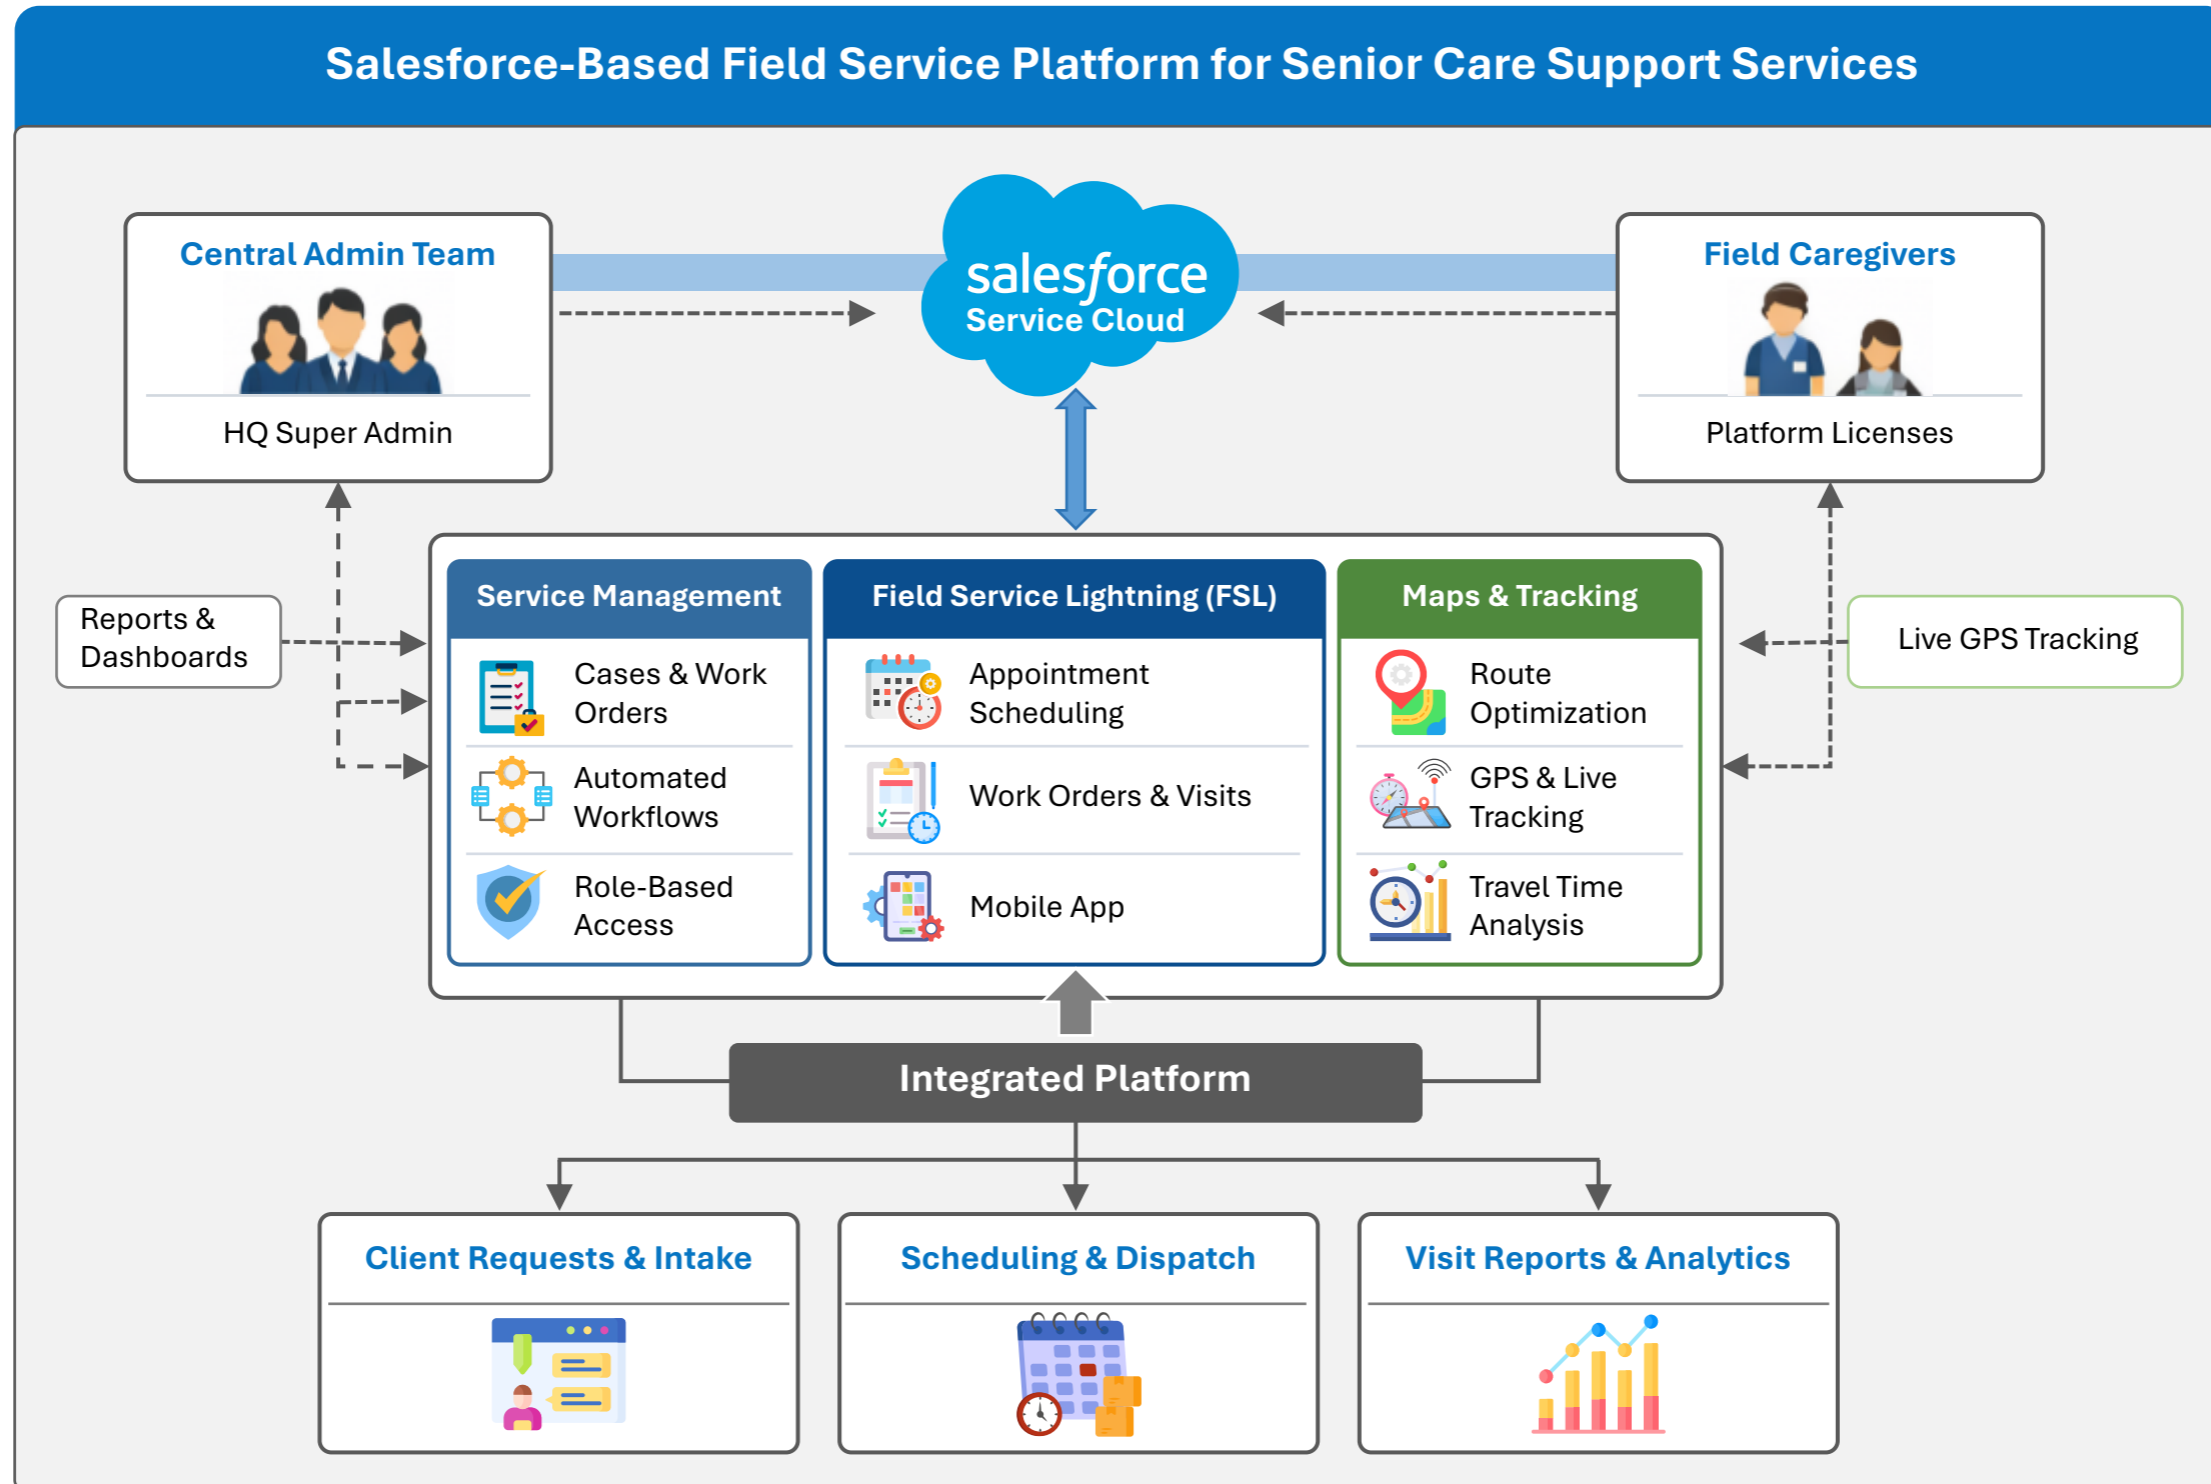 Salesforce-Based Field Service Platform for Senior Care Support Services
Central Admin Team
HQ Super Admin
salesforce
Service Cloud
Field Caregivers
Platform Licenses
Reports &
Dashboards
Service Management
Cases & Work
Orders
Automated
Workflows
Role-Based
Access
Field Service Lightning (FSL)
Appointment
Scheduling
Work Orders & Visits
Mobile App
Maps & Tracking
Route
Optimization
GPS & Live
Tracking
Travel Time
Analysis
Live GPS Tracking
Integrated Platform
Client Requests & Intake
Scheduling & Dispatch
Visit Reports & Analytics